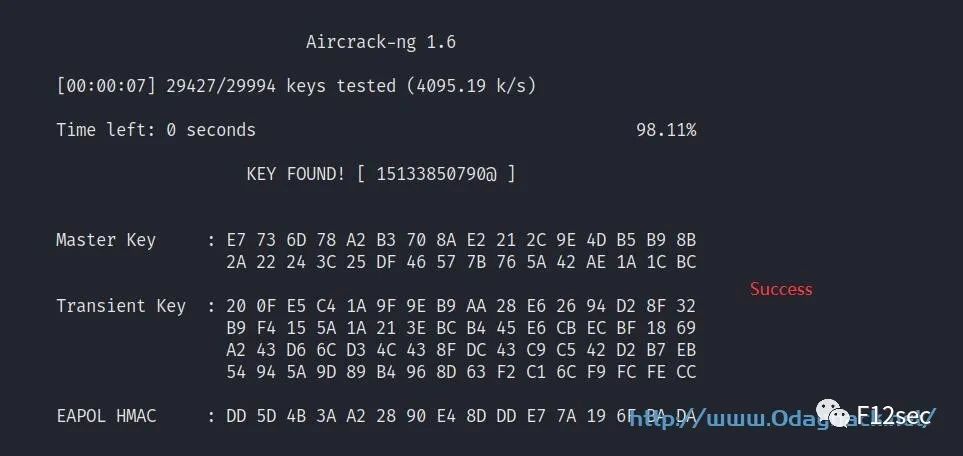 Aircrack-ng 1.6
[00:00:07] 29427/29994 keys tested (4095.19 k/s)
Time left: 0 seconds 98.11%
KEY FOUND! [ 15133850790@ ]
Master Key : E7 73 6D 78 A2 B3 70 8A E2 21 2C 9E 4D B5 B9 8B
2A 22 24 3C 25 DF 46 57 7B 76 5A 42 AE 1A 1C BC
Success
Transient Key : 20 0F E5 C4 1A 9F 9E B9 AA 28 E6 26 94 D2 8F 32
B9 F4 15 5A 1A 21 3E BC B4 45 E6 CB EC BF 18 69
A2 43 D6 6C D3 4C 43 8F DC 43 C9 C5 42 D2 B7 EB
54 94 5A 9D 89 B4 96 8D 63 F2 C1 6C F9 FC FE CC
EAPOL HMAC : DD 5D 4B 3A A2 28 90 E4 8D DD E7 7A 19 6F BA DA
F12sec